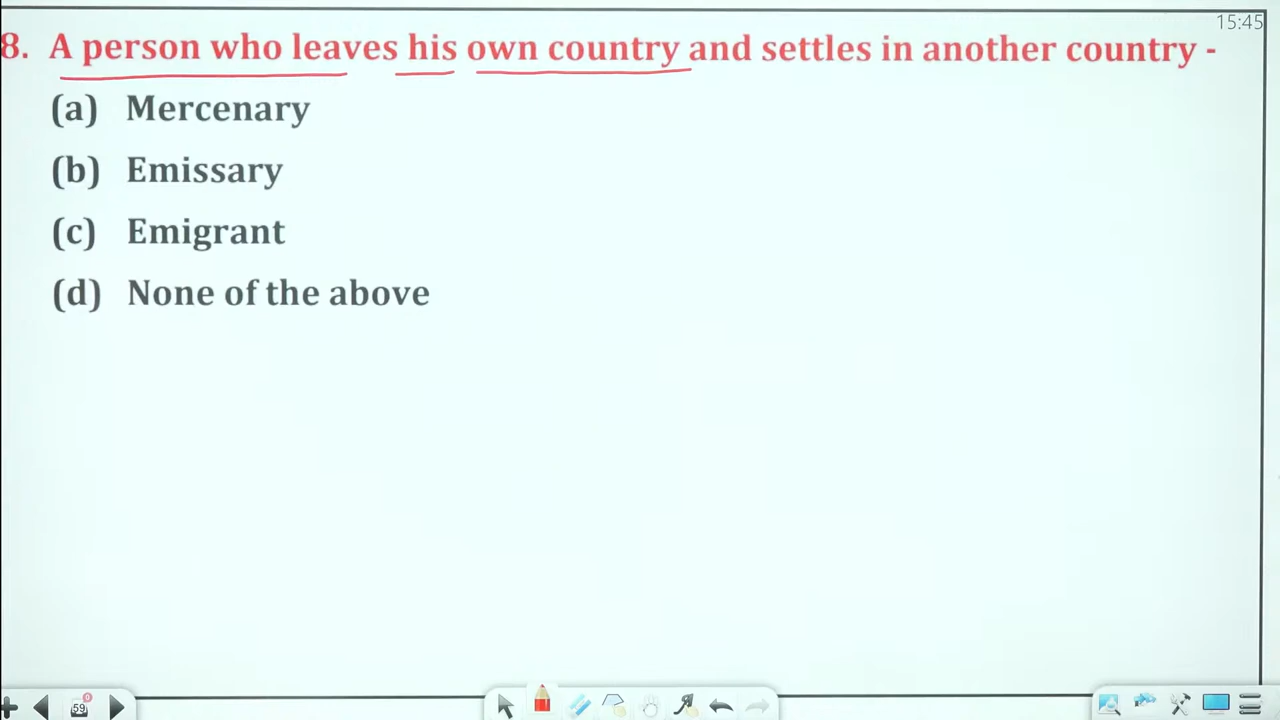 15:45
8. A person who leaves his own country and settles in another country -
(a) Mercenary
(b) Emissary
(c) Emigrant
(d) None of the above
59
0